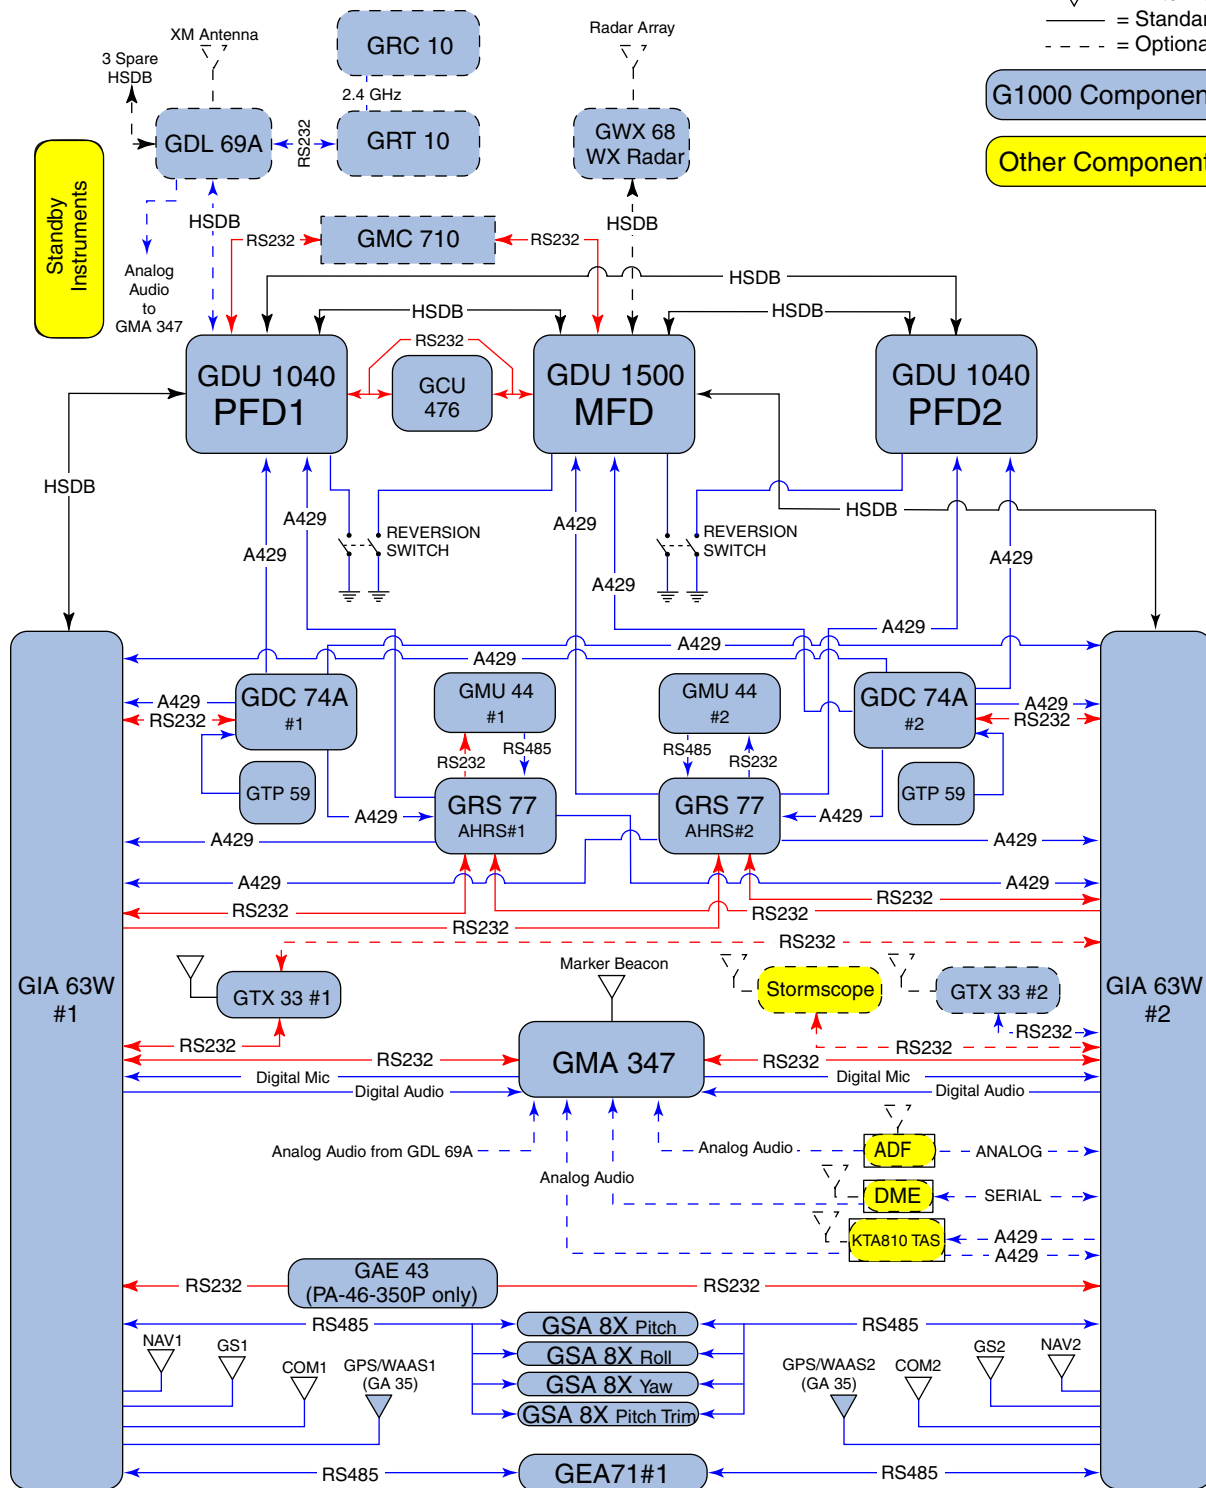 = Standar
= Optiona
G1000 Componen
Other Component
XM Antenna
3 Spare
HSDB
GRC 10
2.4 GHz
GDL 69A
RS232
GRT 10
Radar Array
GWX 68
WX Radar
Standby
Instruments
HSDB
HSDB
RS232
GMC 710
RS232
Analog
Audio
to
GMA 347
HSDB
HSDB
HSDB
RS232
GDU 1040
PFD1
GCU
476
GDU 1500
MFD
GDU 1040
PFD2
HSDB
HSDB
A429
A429
A429
A429
A429
REVERSION
SWITCH
REVERSION
SWITCH
A429
A429
A429
A429
RS232
GDC 74A
#1
GMU 44
#1
GMU 44
#2
GDC 74A
#2
A429
RS232
RS232
RS485
RS485
RS232
GTP 59
GTP 59
A429
GRS 77
AHRS#1
GRS 77
AHRS#2
A429
A429
A429
A429
A429
RS232
RS232
RS232
RS232
RS232
GIA 63W
#1
GIA 63W
#2
GTX 33 #1
Marker Beacon
Stormscope
GTX 33 #2
RS232
RS232
RS232
RS232
GMA 347
RS232
Digital Mic
Digital Mic
Digital Audio
Digital Audio
Analog Audio from GDL 69A
Analog Audio
ADF
ANALOG
Analog Audio
DME
SERIAL
KTA810 TAS
A429
A429
GAE 43
(PA-46-350P only)
RS232
RS232
RS485
GSA 8X Pitch
RS485
GSA 8X Roll
GSA 8X Yaw
GSA 8X Pitch Trim
NAV1
GS1
COM1
GPS/WAAS1
(GA 35)
GPS/WAAS2
(GA 35)
COM2
GS2
NAV2
RS485
GEA71#1
RS485